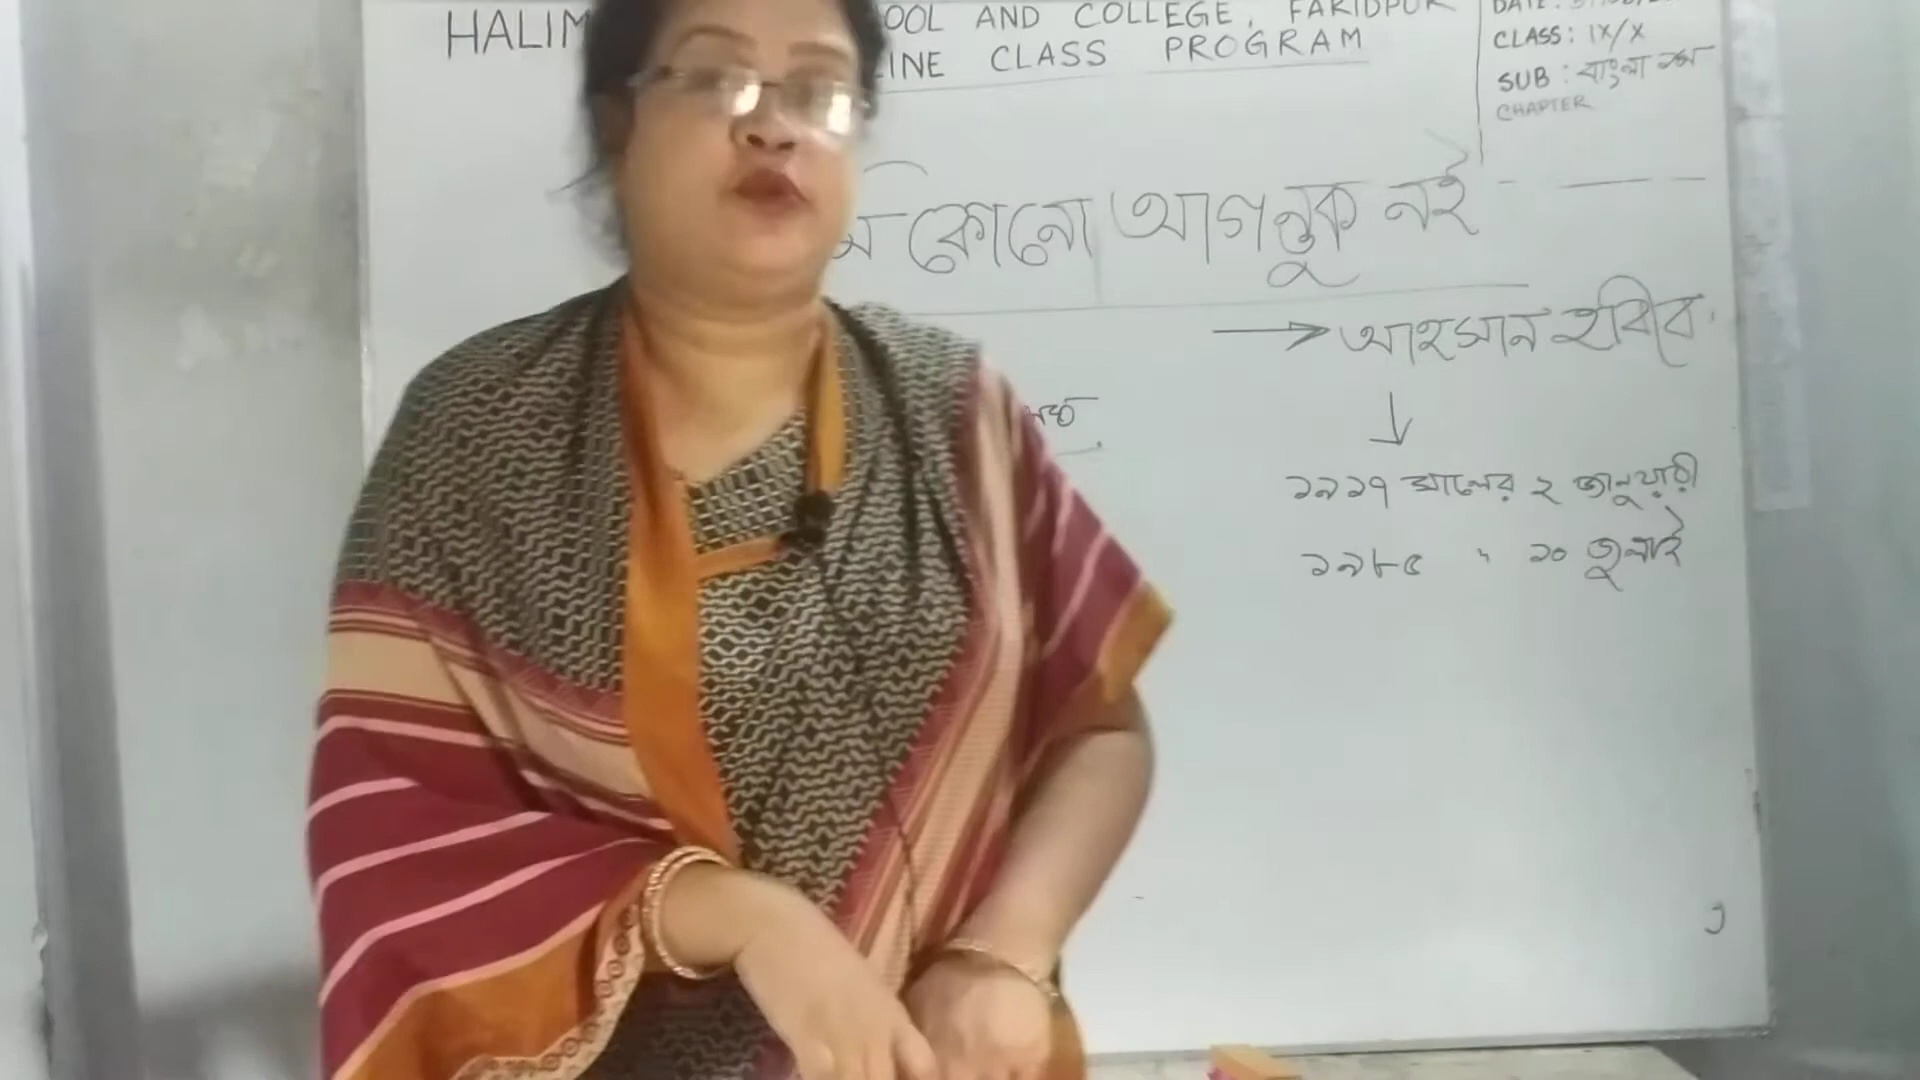 HALIM OOL AND COLLEGE, FARIDPUR
LINE CLASS PROGRAM
CLASS: IX/X
SUB : বাংলা ১ম
CHAPTER
মি কোনো আগন্তুক নই
→ আহসান হাবীব
↓
১৯১৭ সালের ২ জানুয়ারী
১৯৮৫ " ১০ জুলাই